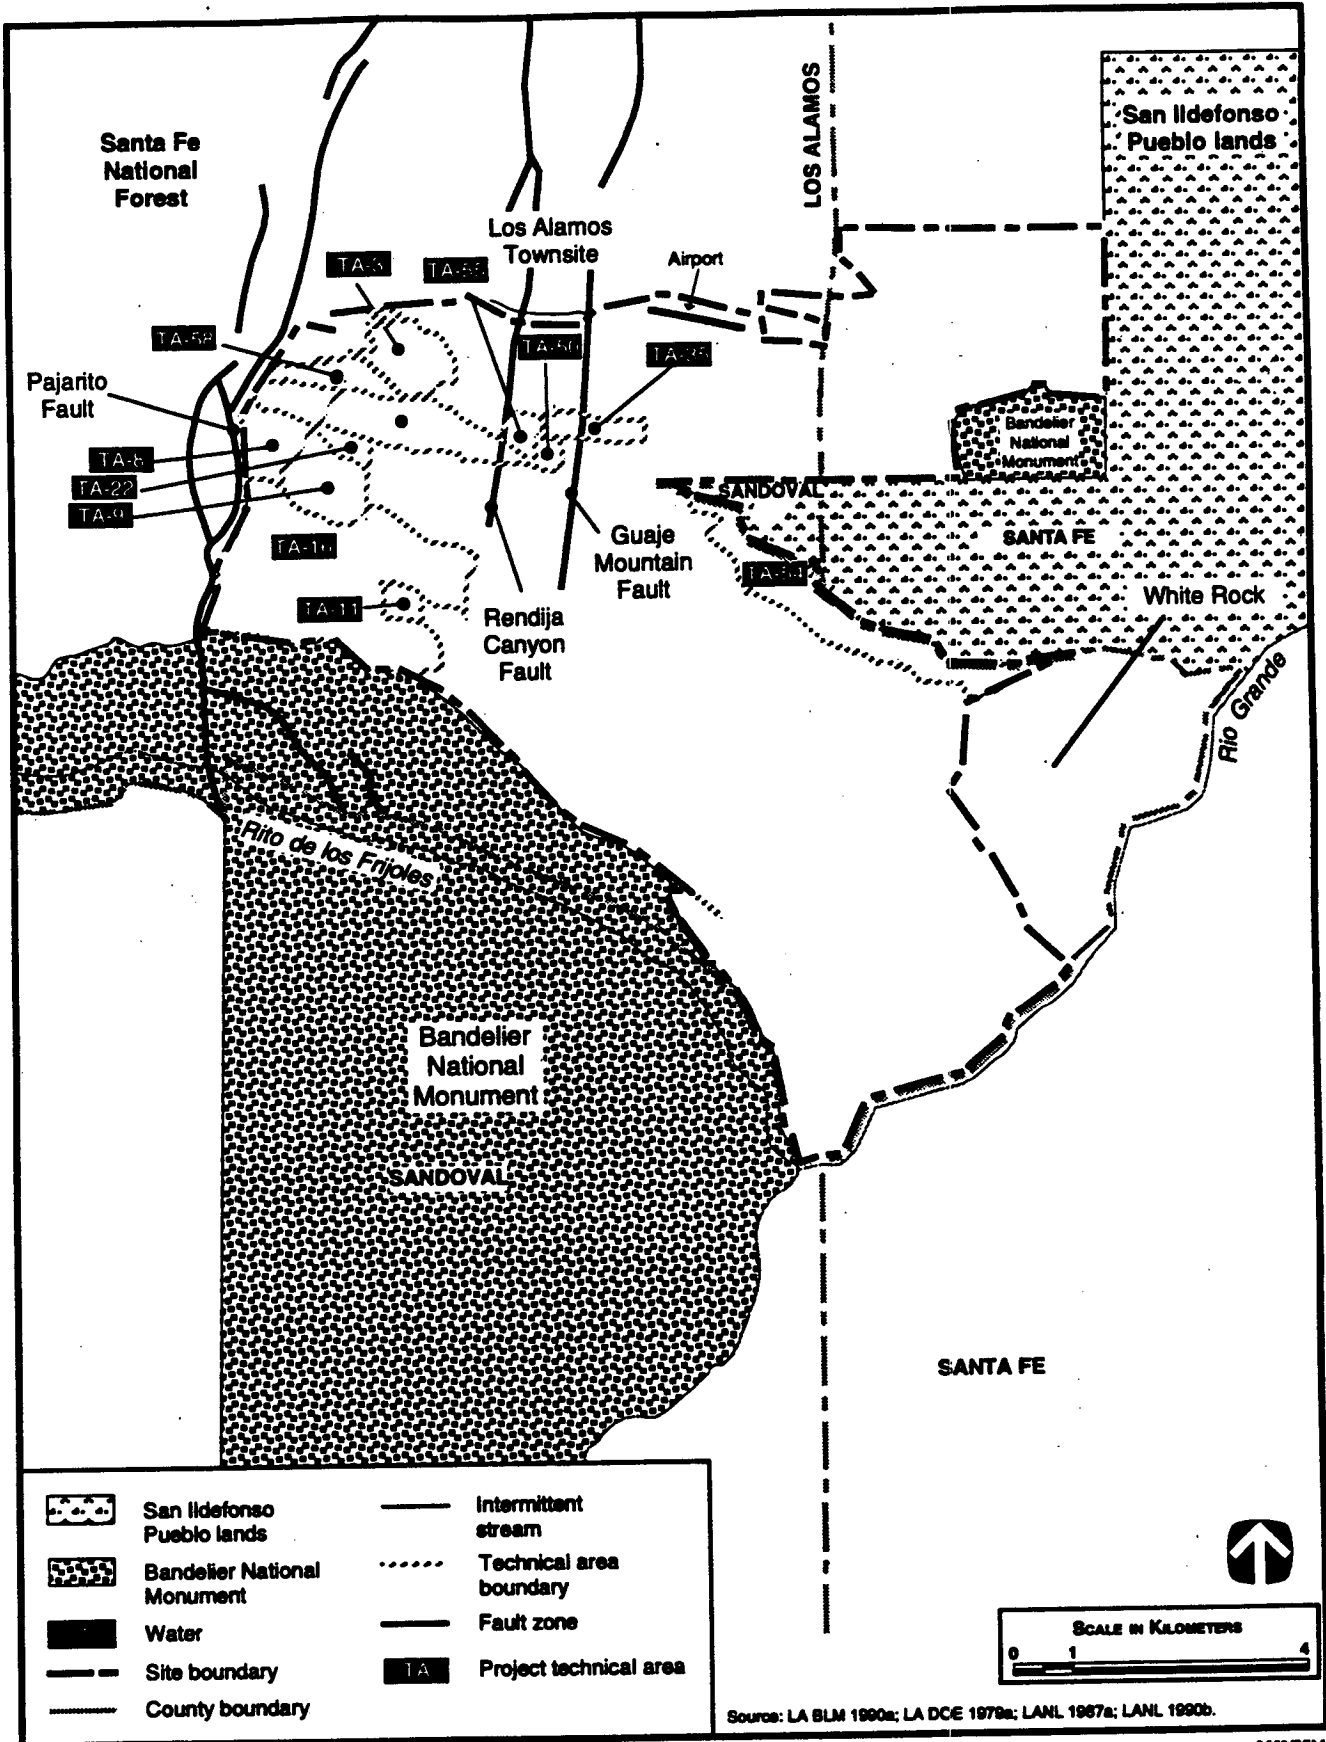 Santa Fe
National
Forest
LOS ALAMOS
San Ildefonso
Pueblo lands
Los Alamos
Townsite
Airport
TA-3
TA-55
TA-58
TA-50
TA-35
Pajarito
Fault
TA-8
TA-22
TA-9
TA-16
TA-11
Bandelier
National
Monument
SANDOVAL
SANTA FE
Guaje
Mountain
Fault
White Rock
Rendija
Canyon
Fault
Rio Grande
Rito de los Frijoles
Bandelier
National
Monument
SANDOVAL
SANTA FE
San Ildefonso
Pueblo lands
Bandelier National
Monument
Water
Site boundary
County boundary
Intermittent
stream
Technical area
boundary
Fault zone
TA Project technical area
SCALE IN KILOMETERS
0 1 4
Source: LA BLM 1990a; LA DOE 1979a; LANL 1987a; LANL 1990b.